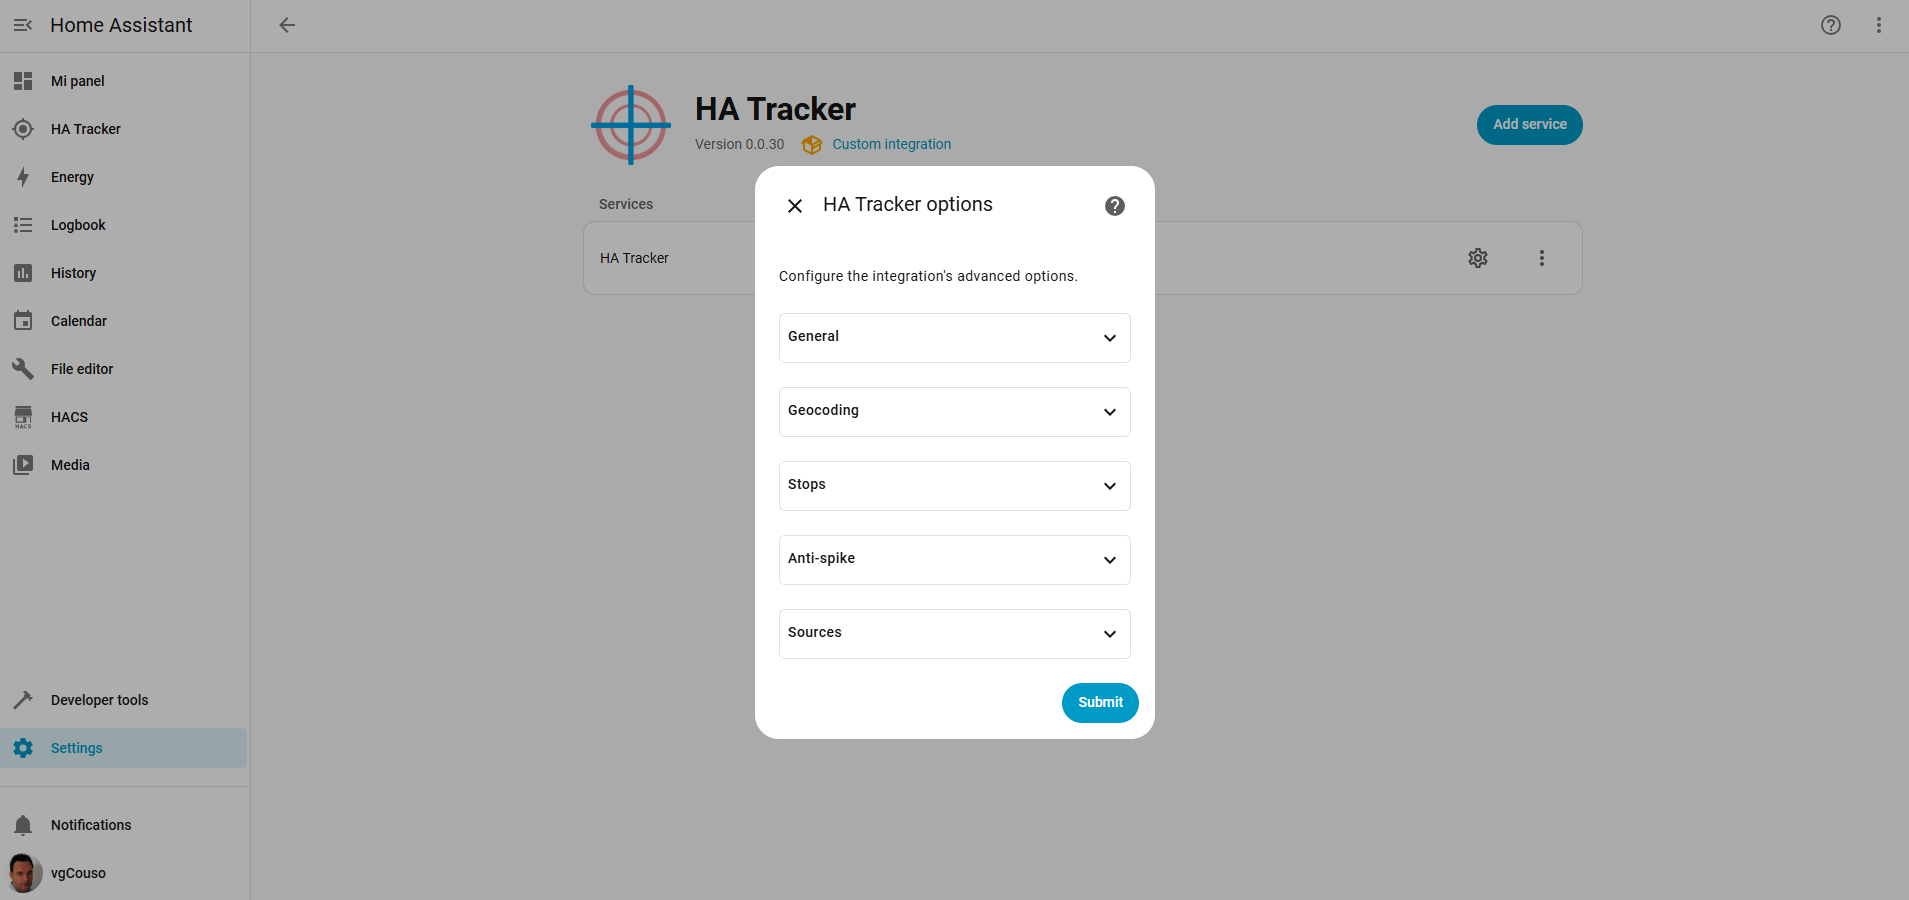 Home Assistant
Mi panel
HA Tracker
Energy
Logbook
History
Calendar
File editor
HACS
HACS
Media
Developer tools
Settings
Notifications
vgCouso
HA Tracker
Version 0.0.30
Custom integration
Add service
Services
HA Tracker
HA Tracker options
Configure the integration's advanced options.
General
Geocoding
Stops
Anti-spike
Sources
Submit